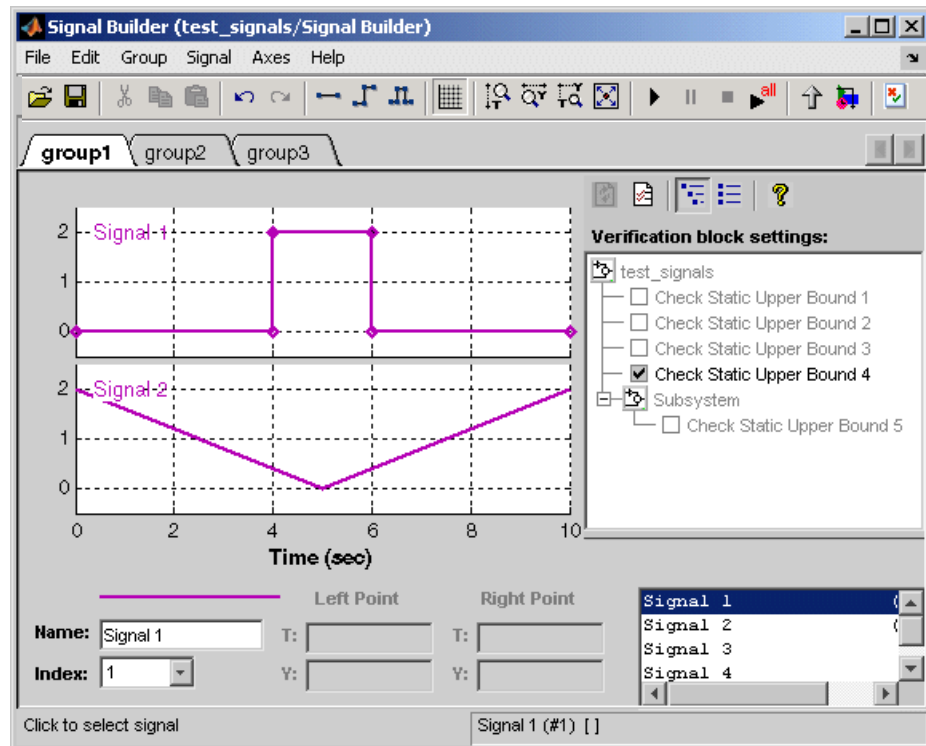 Signal Builder (test_signals/Signal Builder)
File Edit Group Signal Axes Help
all
group1 group2 group3
Verification block settings:
2
Signal 1
1
0
test_signals
Check Static Upper Bound 1
Check Static Upper Bound 2
Check Static Upper Bound 3
Check Static Upper Bound 4
Subsystem
Check Static Upper Bound 5
2
Signal 2
1
0
0 2 4 6 8 10
Time (sec)
Left Point Right Point
Name: Signal 1 T: T:
Index: 1 Y: Y:
Signal 1 (
Signal 2 (
Signal 3
Signal 4
Click to select signal
Signal 1 (#1) [ ]